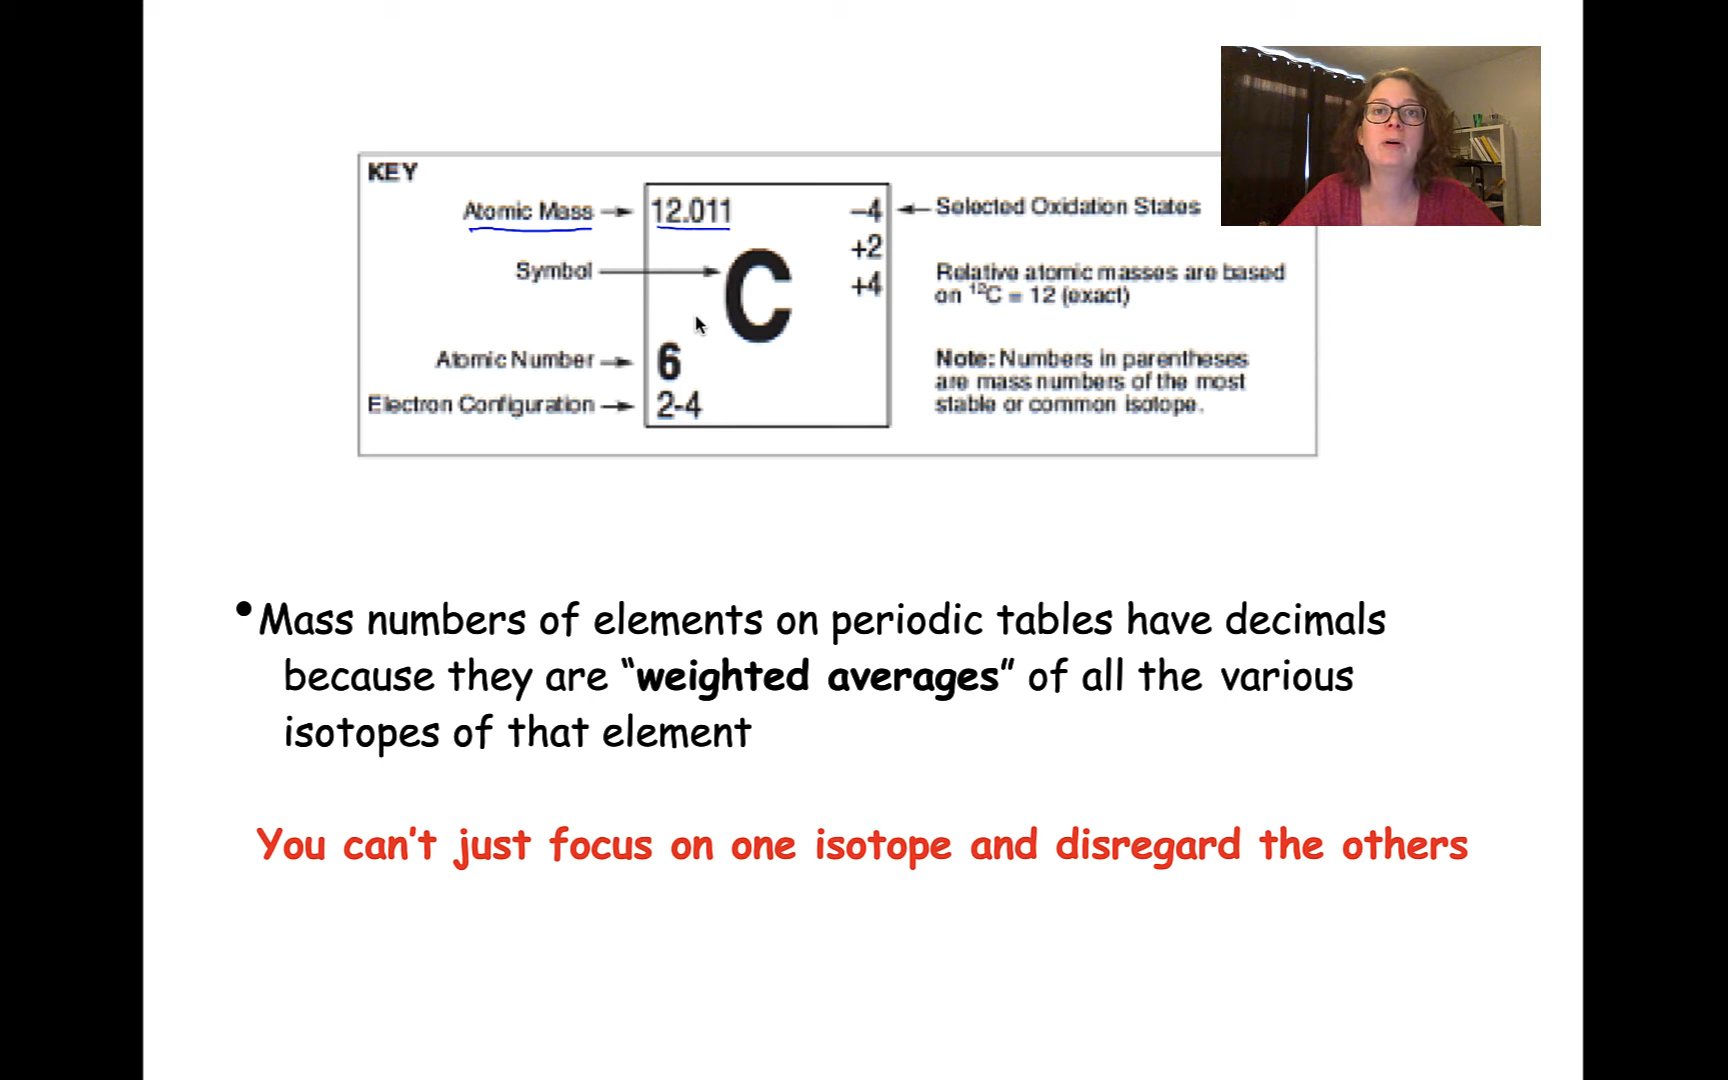 KEY
Atomic Mass
12.011
-4
Selected Oxidation States
+2
Symbol
C
+4
Relative atomic masses are based
on ¹²C = 12 (exact)
Atomic Number
6
Note: Numbers in parentheses
are mass numbers of the most
stable or common isotope.
Electron Configuration
2-4
•Mass numbers of elements on periodic tables have decimals
because they are “weighted averages” of all the various
isotopes of that element
You can't just focus on one isotope and disregard the others